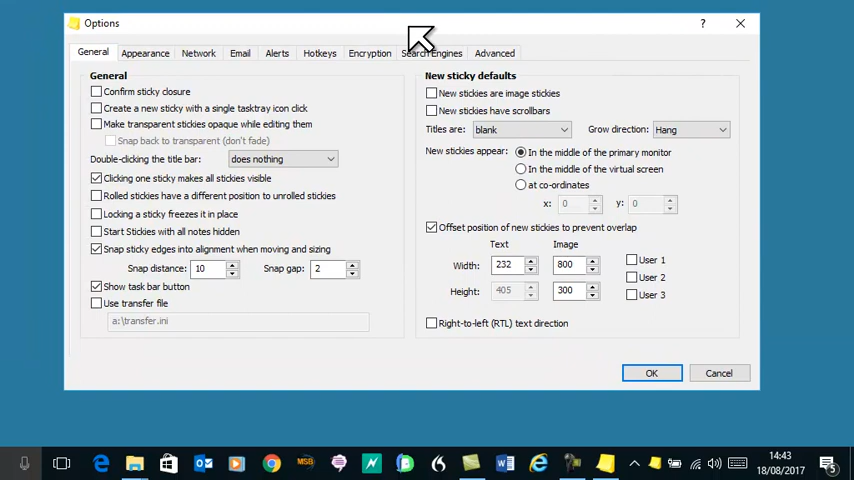 Options
?
General Appearance Network Email Alerts Hotkeys Encryption Search Engines Advanced
General
Confirm sticky closure
Create a new sticky with a single tasktray icon click
Make transparent stickies opaque while editing them
Snap back to transparent (don't fade)
Double-clicking the title bar: does nothing
Clicking one sticky makes all stickies visible
Rolled stickies have a different position to unrolled stickies
Locking a sticky freezes it in place
Start Stickies with all notes hidden
Snap sticky edges into alignment when moving and sizing
Snap distance: 10 Snap gap: 2
Show task bar button
Use transfer file
a:\transfer.ini
New sticky defaults
New stickies are image stickies
New stickies have scrollbars
Titles are: blank Grow direction: Hang
New stickies appear: In the middle of the primary monitor
In the middle of the virtual screen
at co-ordinates
x: 0 y: 0
Offset position of new stickies to prevent overlap
Text Image
Width: 232 800 User 1
User 2
Height: 405 300 User 3
Right-to-left (RTL) text direction
OK Cancel
MSB
14:43
18/08/2017
5